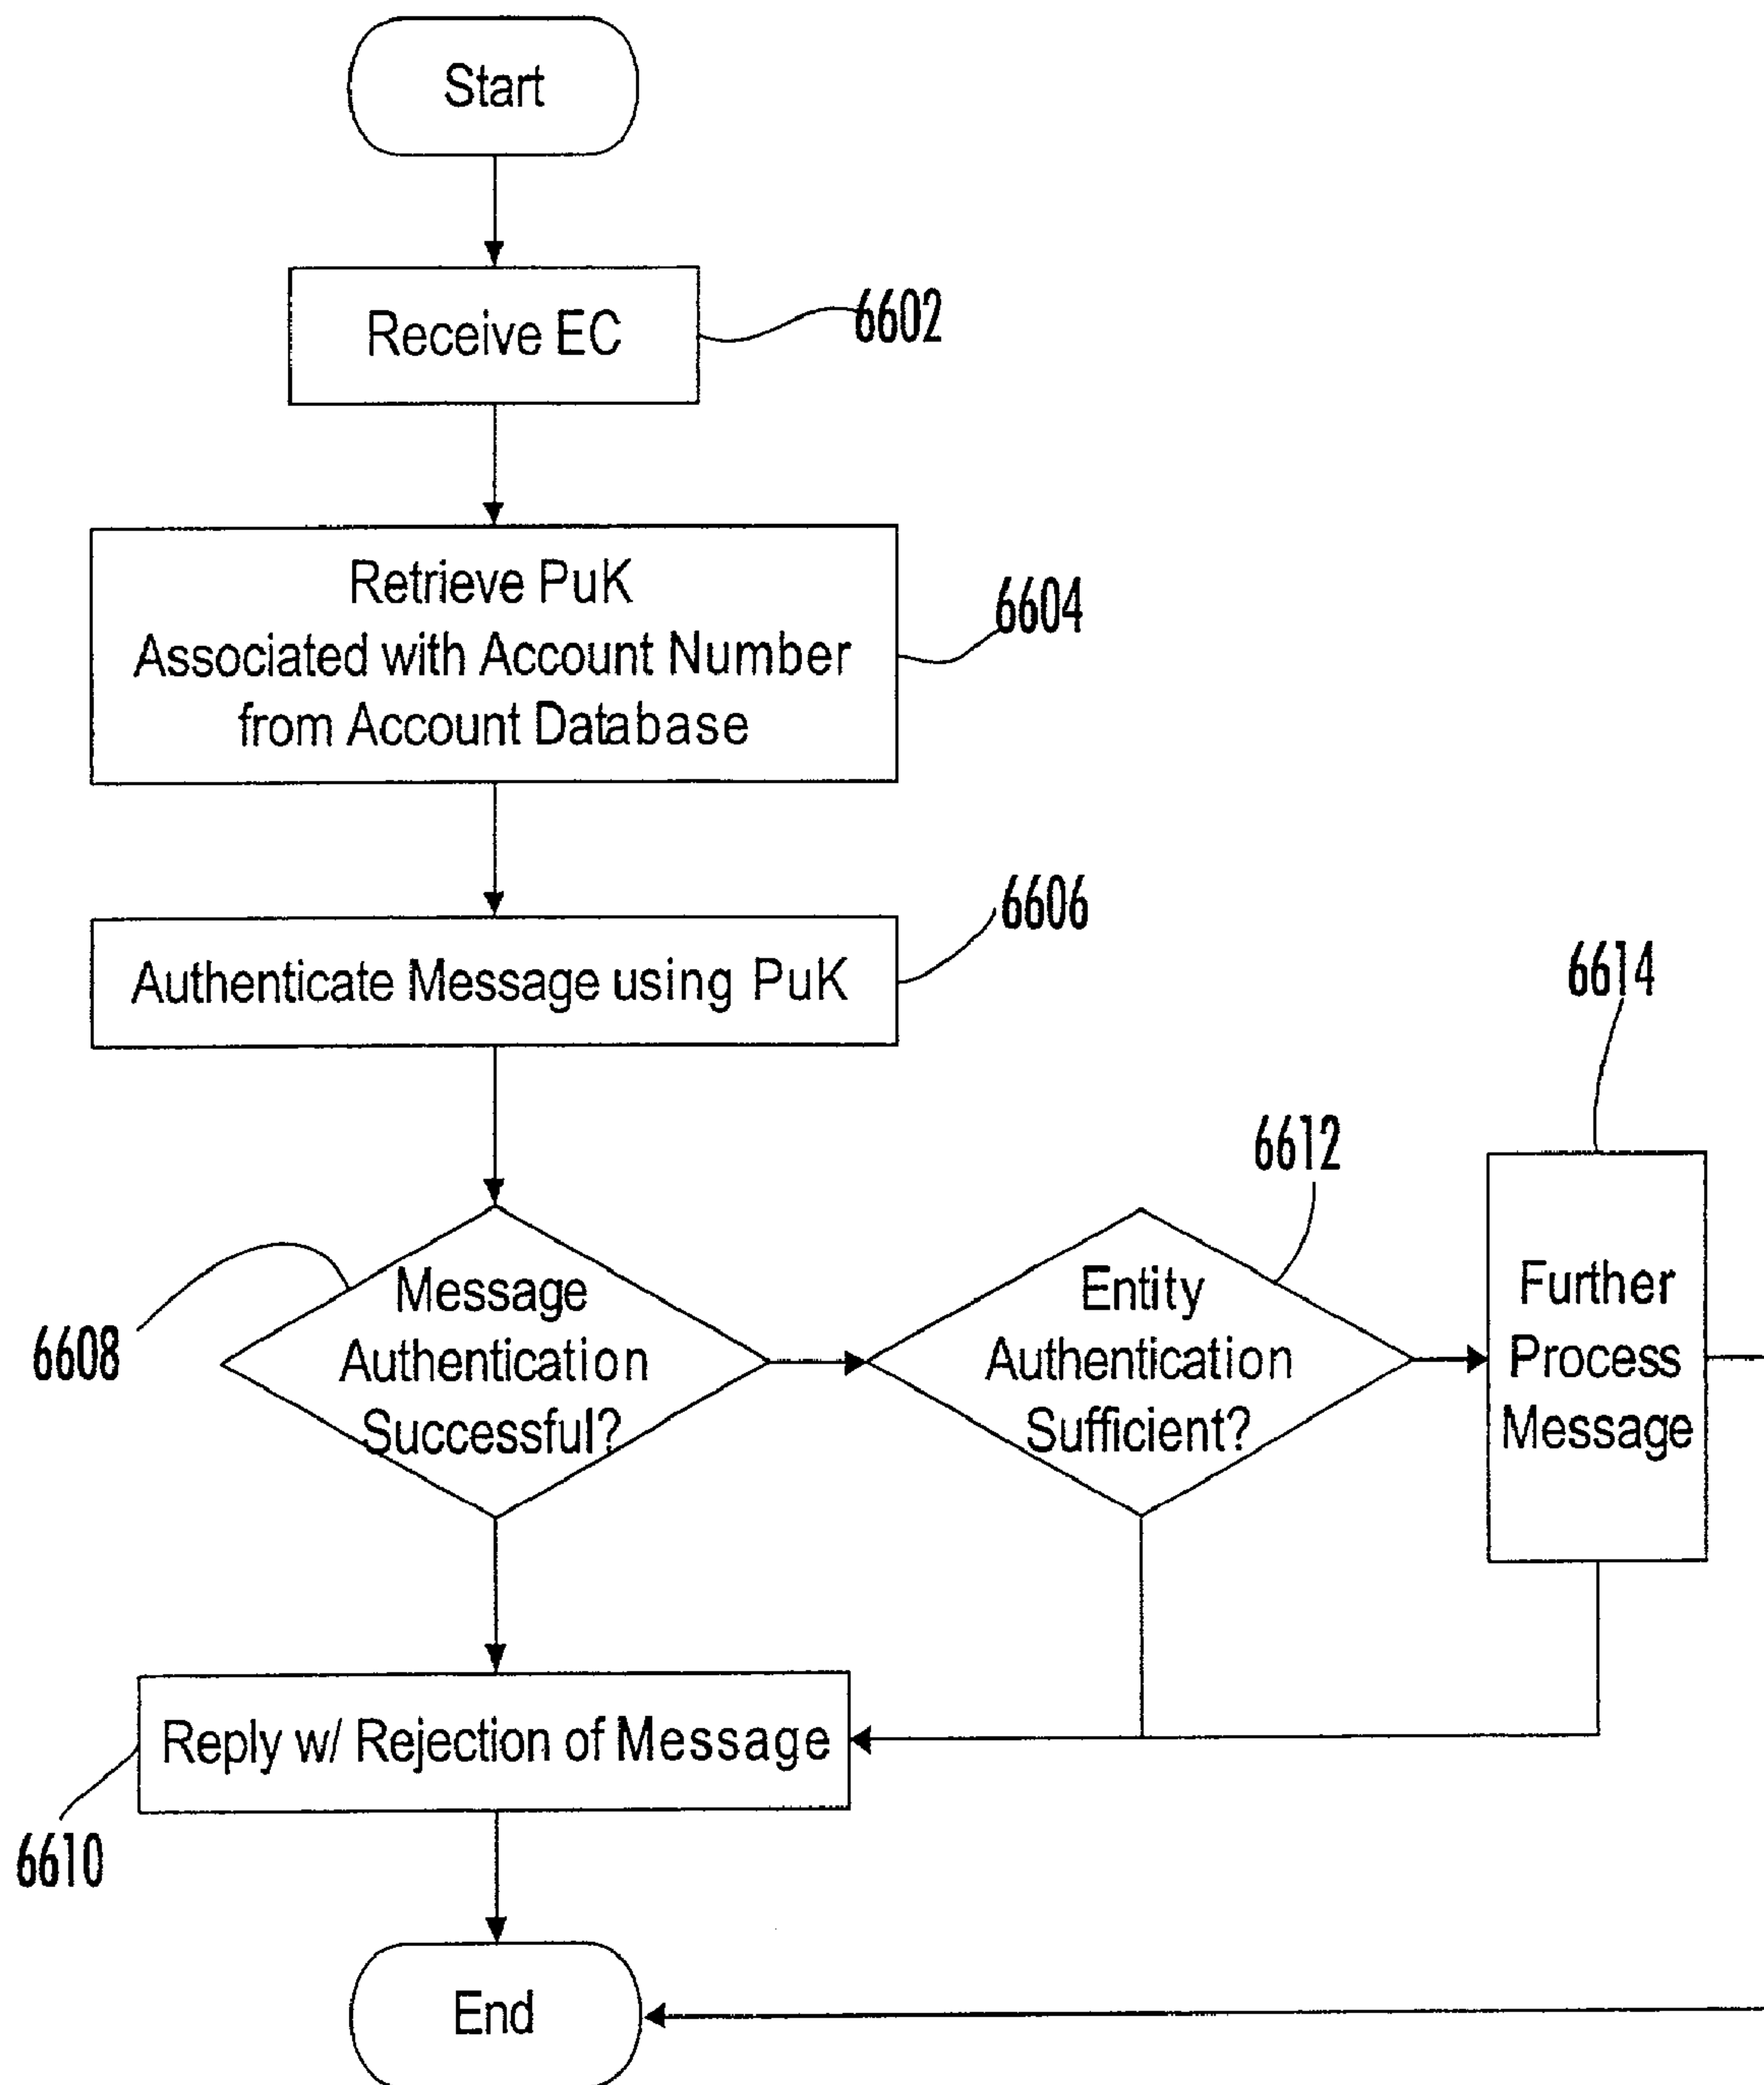 Start
Receive EC
6602
Retrieve PuK
Associated with Account Number
from Account Database
6604
Authenticate Message using PuK
6606
6614
6612
Message
Authentication
Successful?
6608
Entity
Authentication
Sufficient?
Further
Process
Message
Reply w/ Rejection of Message
6610
End